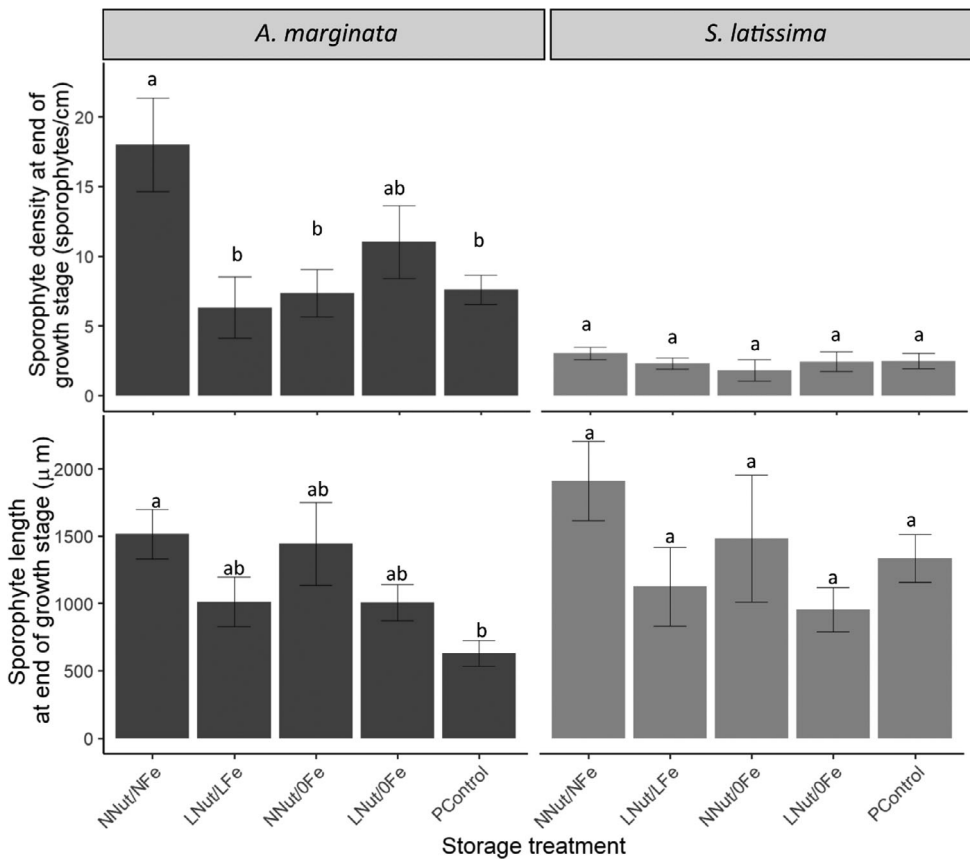 A. marginata
S. latissima
Sporophyte density at end of
growth stage (sporophytes/cm)
20
15
10
5
0
a
b
b
ab
b
a
a
a
a
a
Sporophyte length
at end of growth stage (μm)
2000
1500
1000
500
0
a
ab
ab
ab
b
a
a
a
a
a
NNut/NFe
LNut/LFe
NNut/0Fe
LNut/0Fe
PControl
NNut/NFe
LNut/LFe
NNut/0Fe
LNut/0Fe
PControl
Storage treatment